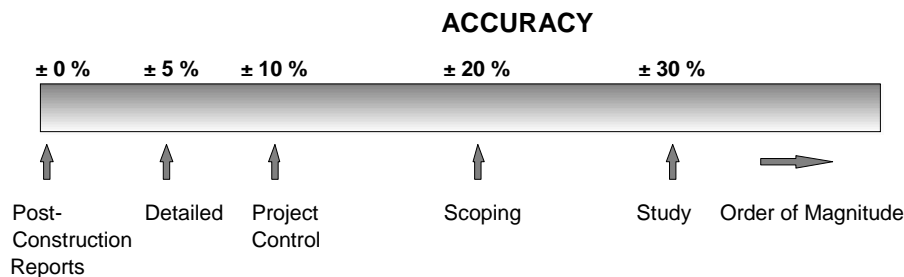 ACCURACY
± 0 % ± 5 % ± 10 % ± 20 % ± 30 %
Post- Detailed Project Scoping Study Order of Magnitude
Construction Control
Reports